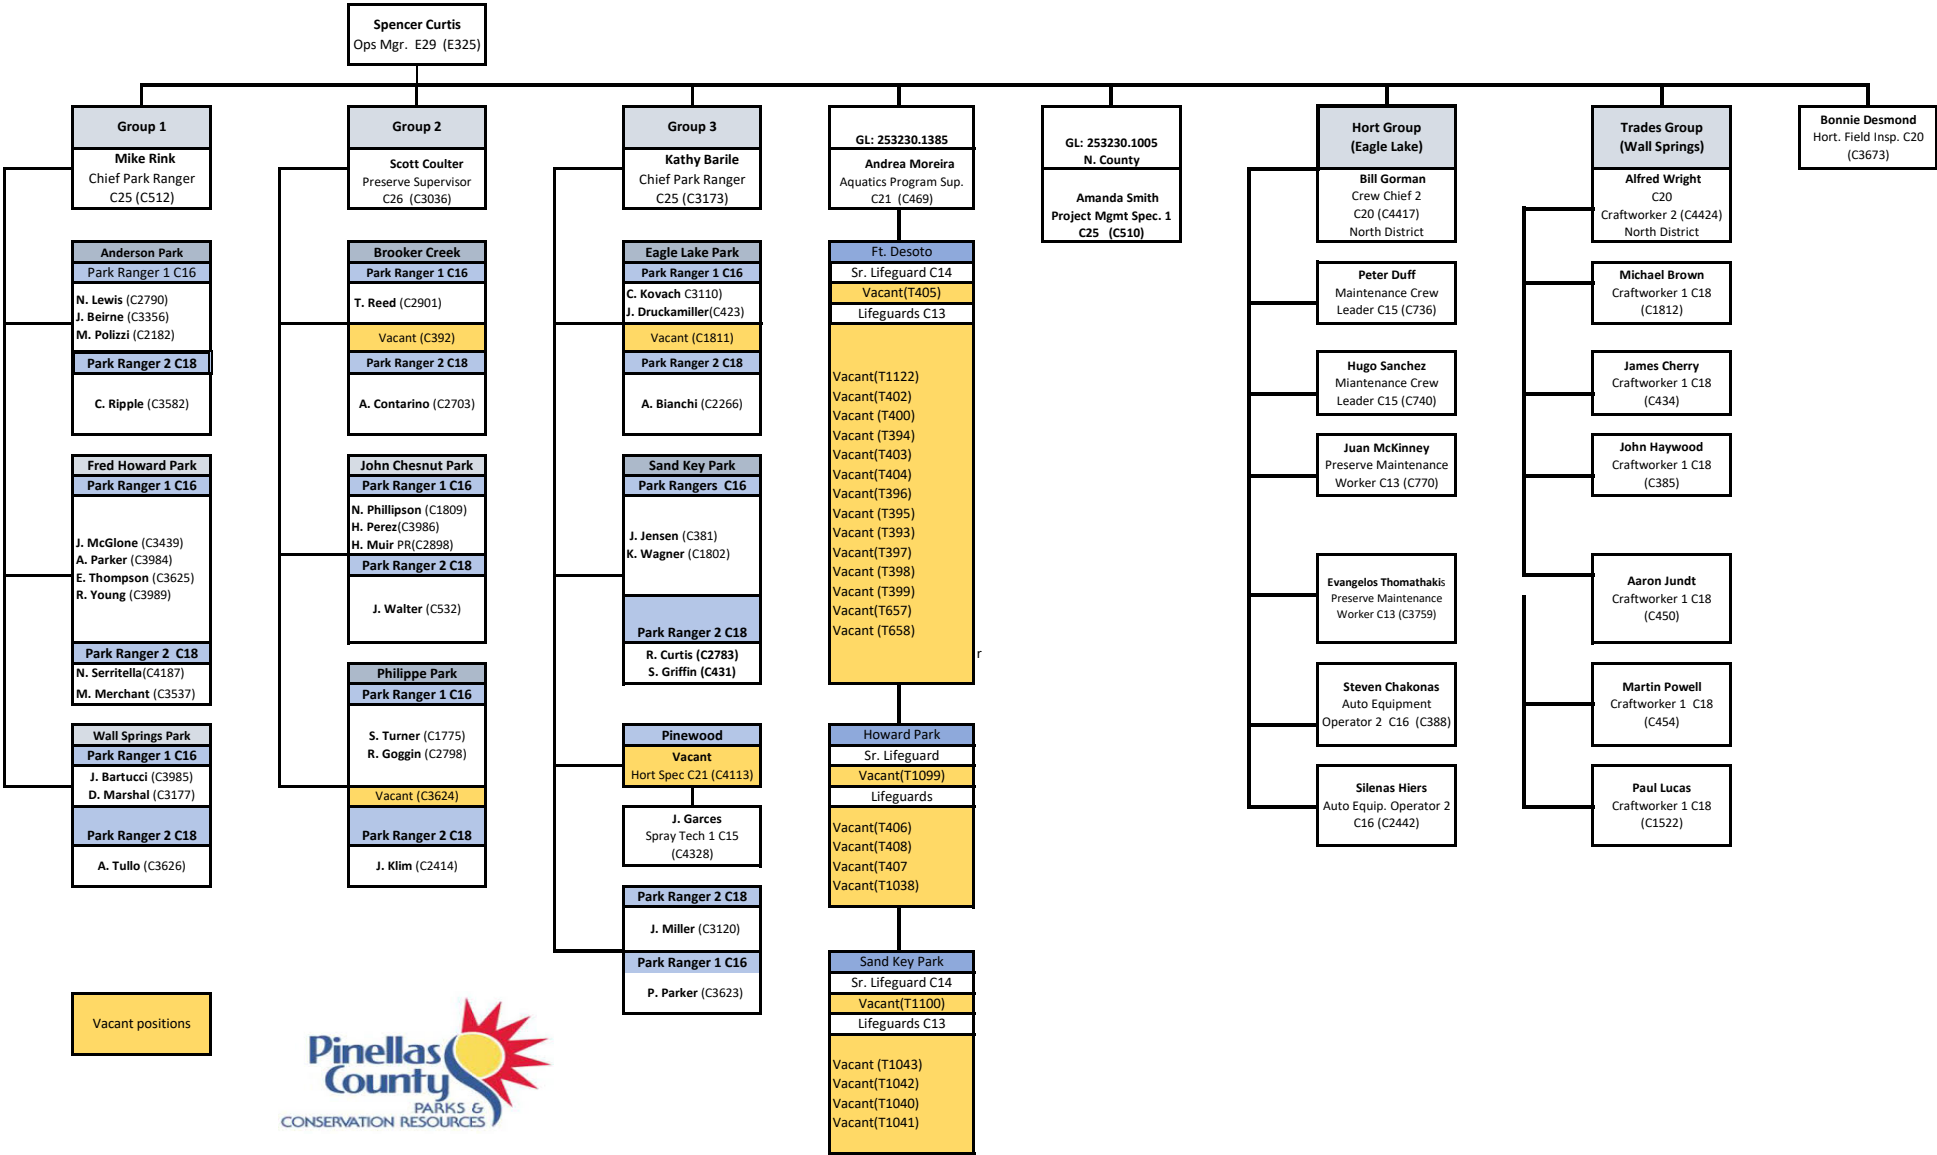 Spencer Curtis
Ops Mgr. E29 (E325)
Group 1
Mike Rink
Chief Park Ranger
C25 (C512)
Anderson Park
Park Ranger 1 C16
N. Lewis (C2790)
J. Beirne (C3356)
M. Polizzi (C2182)
Park Ranger 2 C18
C. Ripple (C3582)
Fred Howard Park
Park Ranger 1 C16
J. McGlone (C3439)
A. Parker (C3984)
E. Thompson (C3625)
R. Young (C3989)
Park Ranger 2 C18
N. Serritella(C4187)
M. Merchant (C3537)
Wall Springs Park
Park Ranger 1 C16
J. Bartucci (C3985)
D. Marshal (C3177)
Park Ranger 2 C18
A. Tullo (C3626)
Vacant positions
Group 2
Scott Coulter
Preserve Supervisor
C26 (C3036)
Brooker Creek
Park Ranger 1 C16
T. Reed (C2901)
Vacant (C392)
Park Ranger 2 C18
A. Contarino (C2703)
John Chesnut Park
Park Ranger 1 C16
N. Phillipson (C1809)
H. Perez(C3986)
H. Muir PR(C2898)
Park Ranger 2 C18
J. Walter (C532)
Philippe Park
Park Ranger 1 C16
S. Turner (C1775)
R. Goggin (C2798)
Vacant (C3624)
Park Ranger 2 C18
J. Klim (C2414)
Pinellas
County
PARKS &
CONSERVATION RESOURCES
Group 3
Kathy Barile
Chief Park Ranger
C25 (C3173)
Eagle Lake Park
Park Ranger 1 C16
C. Kovach C3110)
J. Druckamiller(C423)
Vacant (C1811)
Park Ranger 2 C18
A. Bianchi (C2266)
Sand Key Park
Park Rangers C16
J. Jensen (C381)
K. Wagner (C1802)
Park Ranger 2 C18
R. Curtis (C2783)
S. Griffin (C431)
Pinewood
Vacant
Hort Spec C21 (C4113)
J. Garces
Spray Tech 1 C15
(C4328)
Park Ranger 2 C18
J. Miller (C3120)
Park Ranger 1 C16
P. Parker (C3623)
GL: 253230.1385
Andrea Moreira
Aquatics Program Sup.
C21 (C469)
Ft. Desoto
Sr. Lifeguard C14
Vacant(T405)
Lifeguards C13
Vacant(T1122)
Vacant(T402)
Vacant (T400)
Vacant (T394)
Vacant(T403)
Vacant(T404)
Vacant(T396)
Vacant(T395)
Vacant (T393)
Vacant(T397)
Vacant(T398)
Vacant(T399)
Vacant(T657)
Vacant (T658)
r
Howard Park
Sr. Lifeguard
Vacant(T1099)
Lifeguards
Vacant(T406)
Vacant(T408)
Vacant(T407
Vacant(T1038)
Sand Key Park
Sr. Lifeguard C14
Vacant(T1100)
Lifeguards C13
Vacant (T1043)
Vacant(T1042)
Vacant(T1040)
Vacant(T1041)
GL: 253230.1005
N. County
Amanda Smith
Project Mgmt Spec. 1
C25 (C510)
Hort Group
(Eagle Lake)
Bill Gorman
Crew Chief 2
C20 (C4417)
North District
Peter Duff
Maintenance Crew
Leader C15 (C736)
Hugo Sanchez
Miantenance Crew
Leader C15 (C740)
Juan McKinney
Preserve Maintenance
Worker C13 (C770)
Evangelos Thomathakis
Preserve Maintenance
Worker C13 (C3759)
Steven Chakonas
Auto Equipment
Operator 2 C16 (C388)
Silenas Hiers
Auto Equip. Operator 2
C16 (C2442)
Trades Group
(Wall Springs)
Alfred Wright
C20
Craftworker 2 (C4424)
North District
Michael Brown
Craftworker 1 C18
(C1812)
James Cherry
Craftworker 1 C18
(C434)
John Haywood
Craftworker 1 C18
(C385)
Aaron Jundt
Craftworker 1 C18
(C450)
Martin Powell
Craftworker 1 C18
(C454)
Paul Lucas
Craftworker 1 C18
(C1522)
Bonnie Desmond
Hort. Field Insp. C20
(C3673)